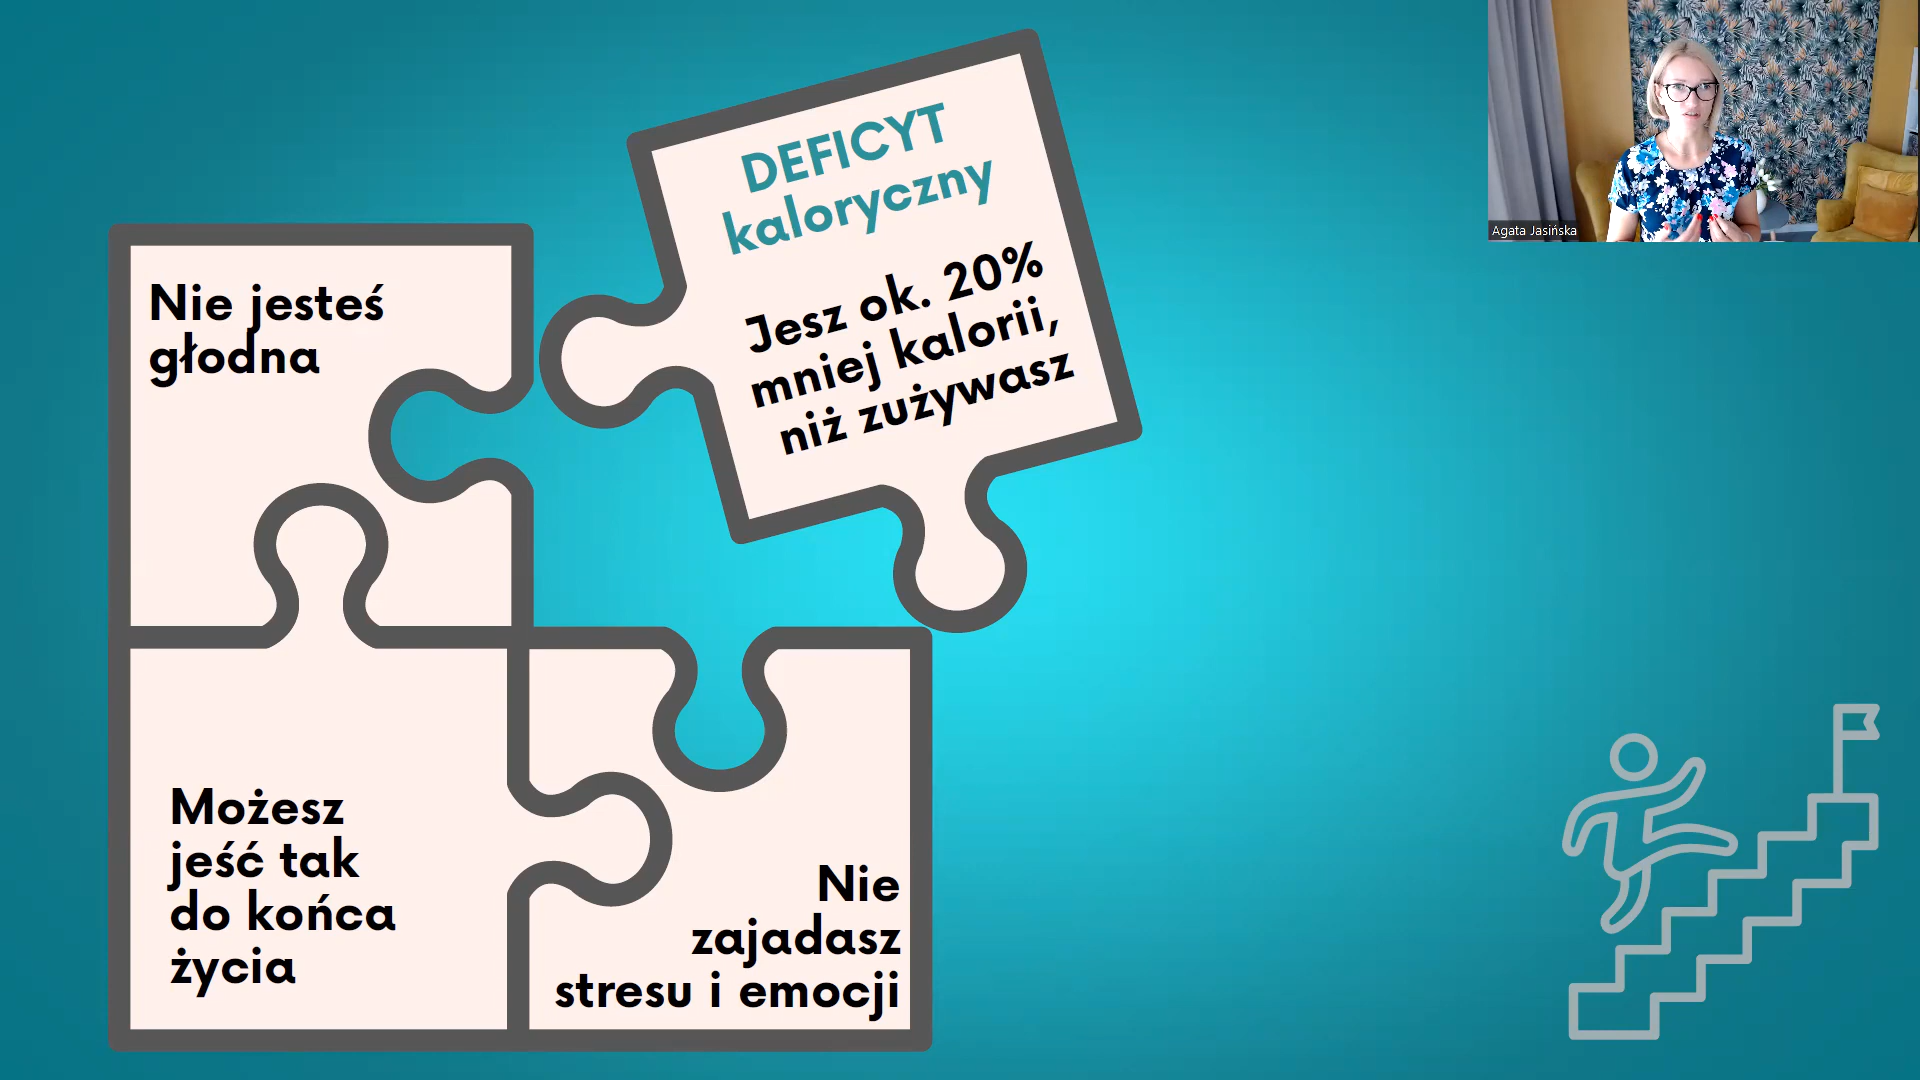 DEFICYT
kaloryczny
Jesz ok. 20%
mniej kalorii,
niż zużywasz
Nie jesteś
głodna
Możesz
jeść tak
do końca
życia
Nie
zajadasz
stresu i emocji
Agata Jasińska